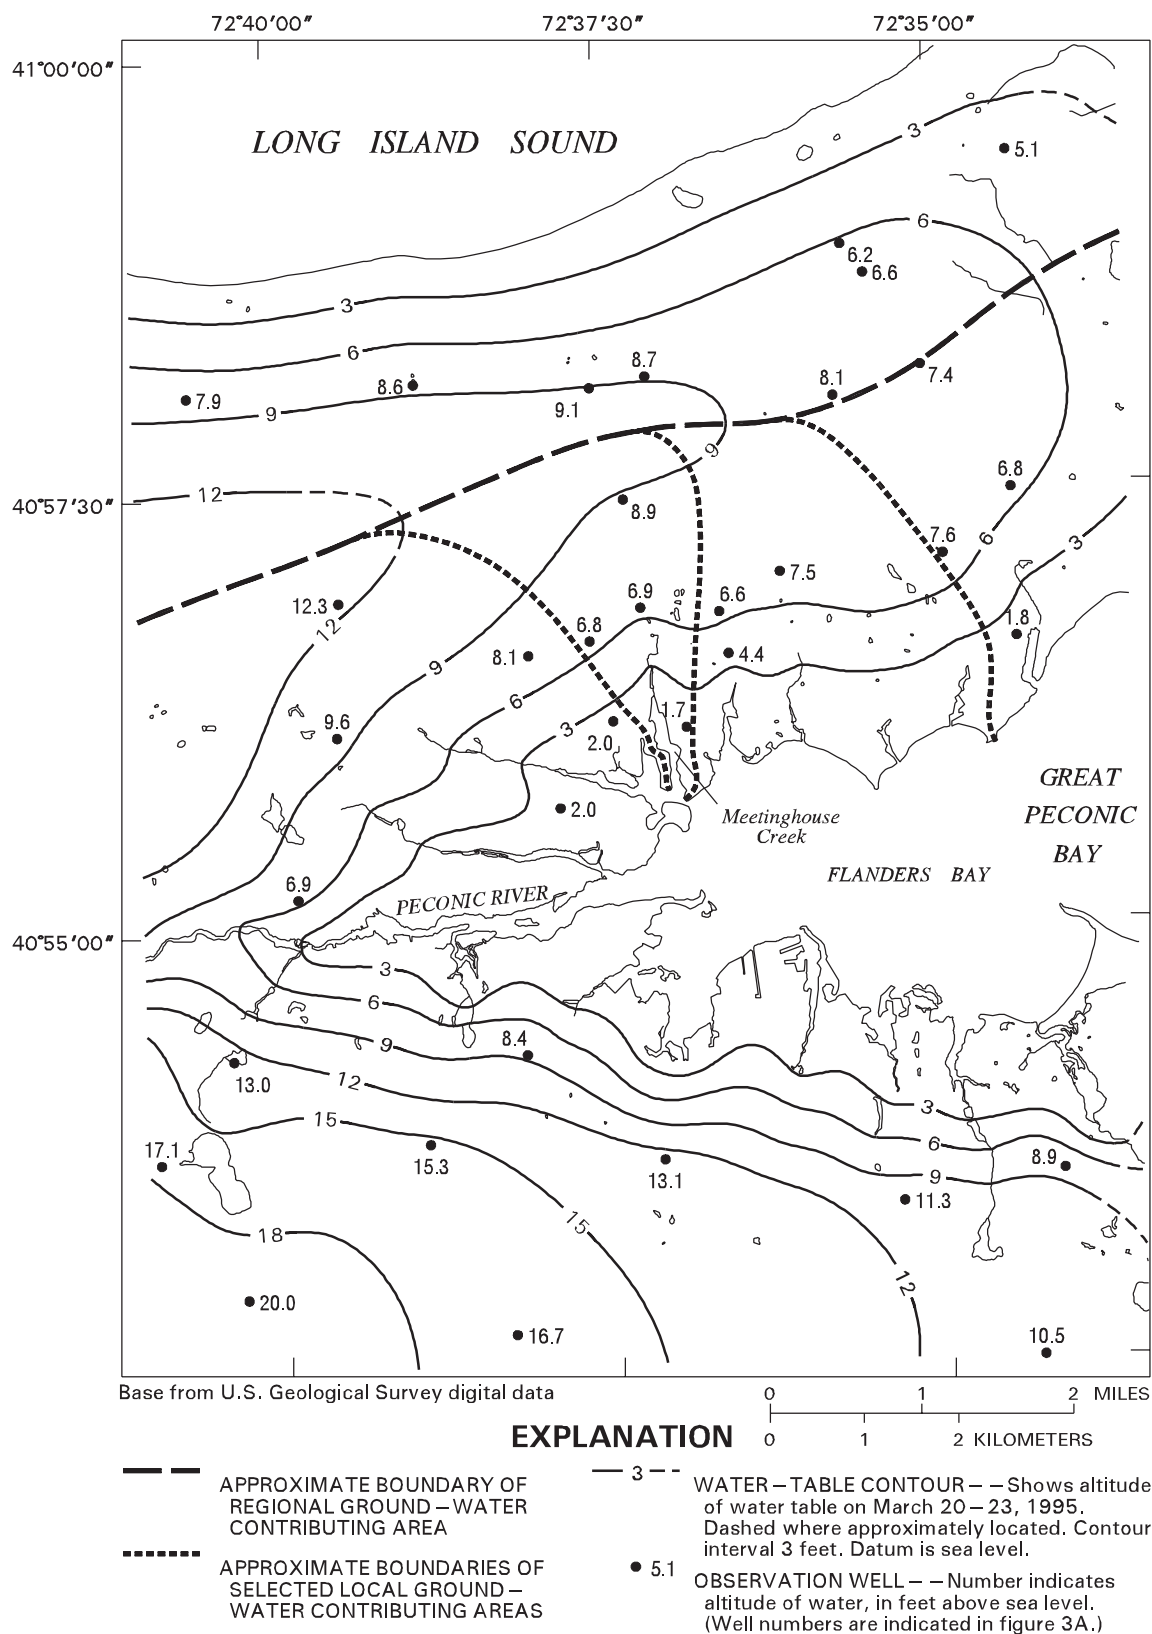 72°40'00" 72°37'30" 72°35'00"
41°00'00"
LONG ISLAND SOUND
3
5.1
6
6.2
6.6
3
6
8.7
7.4
8.6
8.1
7.9
9.1
9
9
6.8
12
40°57'30"
8.9
7.6
6
3
7.5
12.3
6.9
6.6
1.8
12
6.8
8.1
4.4
9
6
1.7
9.6
3
2.0
GREAT
PECONIC
BAY
2.0
Meetinghouse
Creek
FLANDERS BAY
6.9
PECONIC RIVER
40°55'00"
3
6
8.4
9
13.0
12
3
15
6
17.1
8.9
15.3
13.1
9
11.3
15
18
12
20.0
16.7
10.5
Base from U.S. Geological Survey digital data
0 1 2 MILES
0 1 2 KILOMETERS
EXPLANATION
APPROXIMATE BOUNDARY OF
REGIONAL GROUND–WATER
CONTRIBUTING AREA
APPROXIMATE BOUNDARIES OF
SELECTED LOCAL GROUND–
WATER CONTRIBUTING AREAS
3
WATER–TABLE CONTOUR––Shows altitude
of water table on March 20–23, 1995.
Dashed where approximately located. Contour
interval 3 feet. Datum is sea level.
5.1
OBSERVATION WELL––Number indicates
altitude of water, in feet above sea level.
(Well numbers are indicated in figure 3A.)